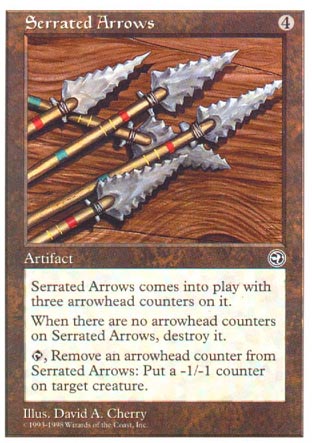 Serrated Arrows 4
Artifact
Serrated Arrows comes into play with
three arrowhead counters on it.
When there are no arrowhead counters
on Serrated Arrows, destroy it.
, Remove an arrowhead counter from
Serrated Arrows: Put a -1/-1 counter
on target creature.
Illus. David A. Cherry
© 1993-1998 Wizards of the Coast, Inc.